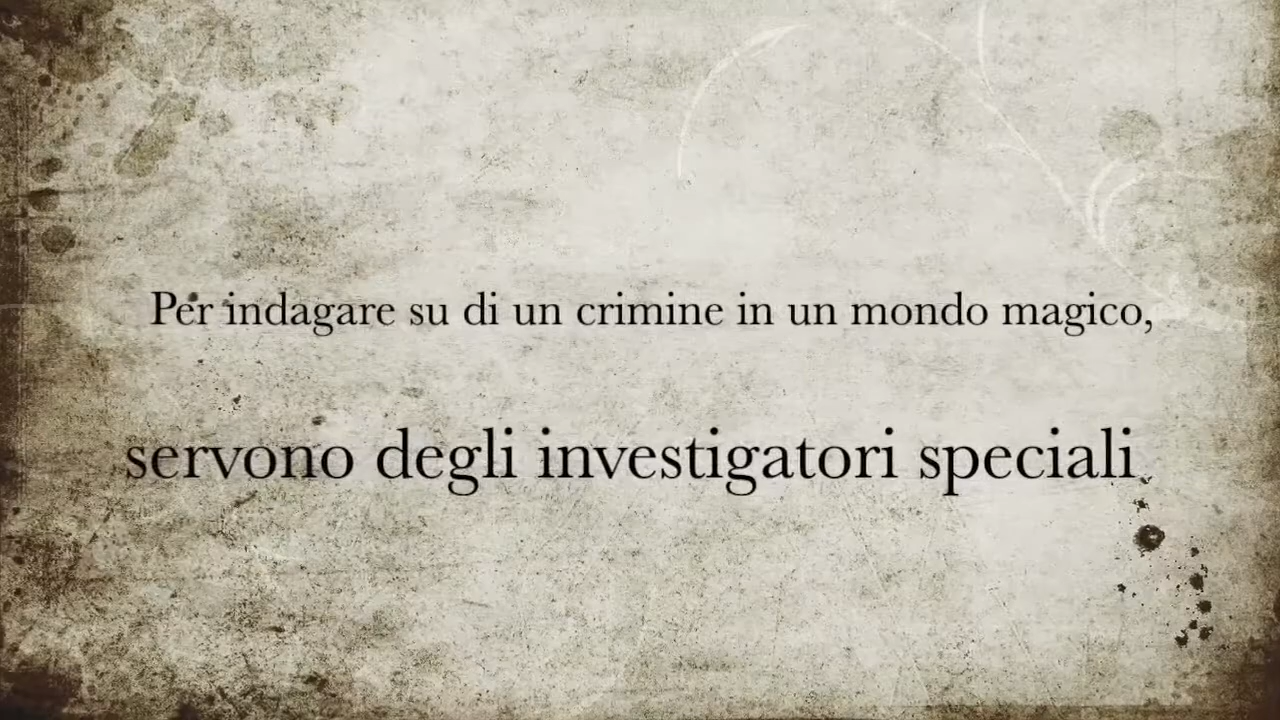 Per indagare su di un crimine in un mondo magico,
servono degli investigatori speciali